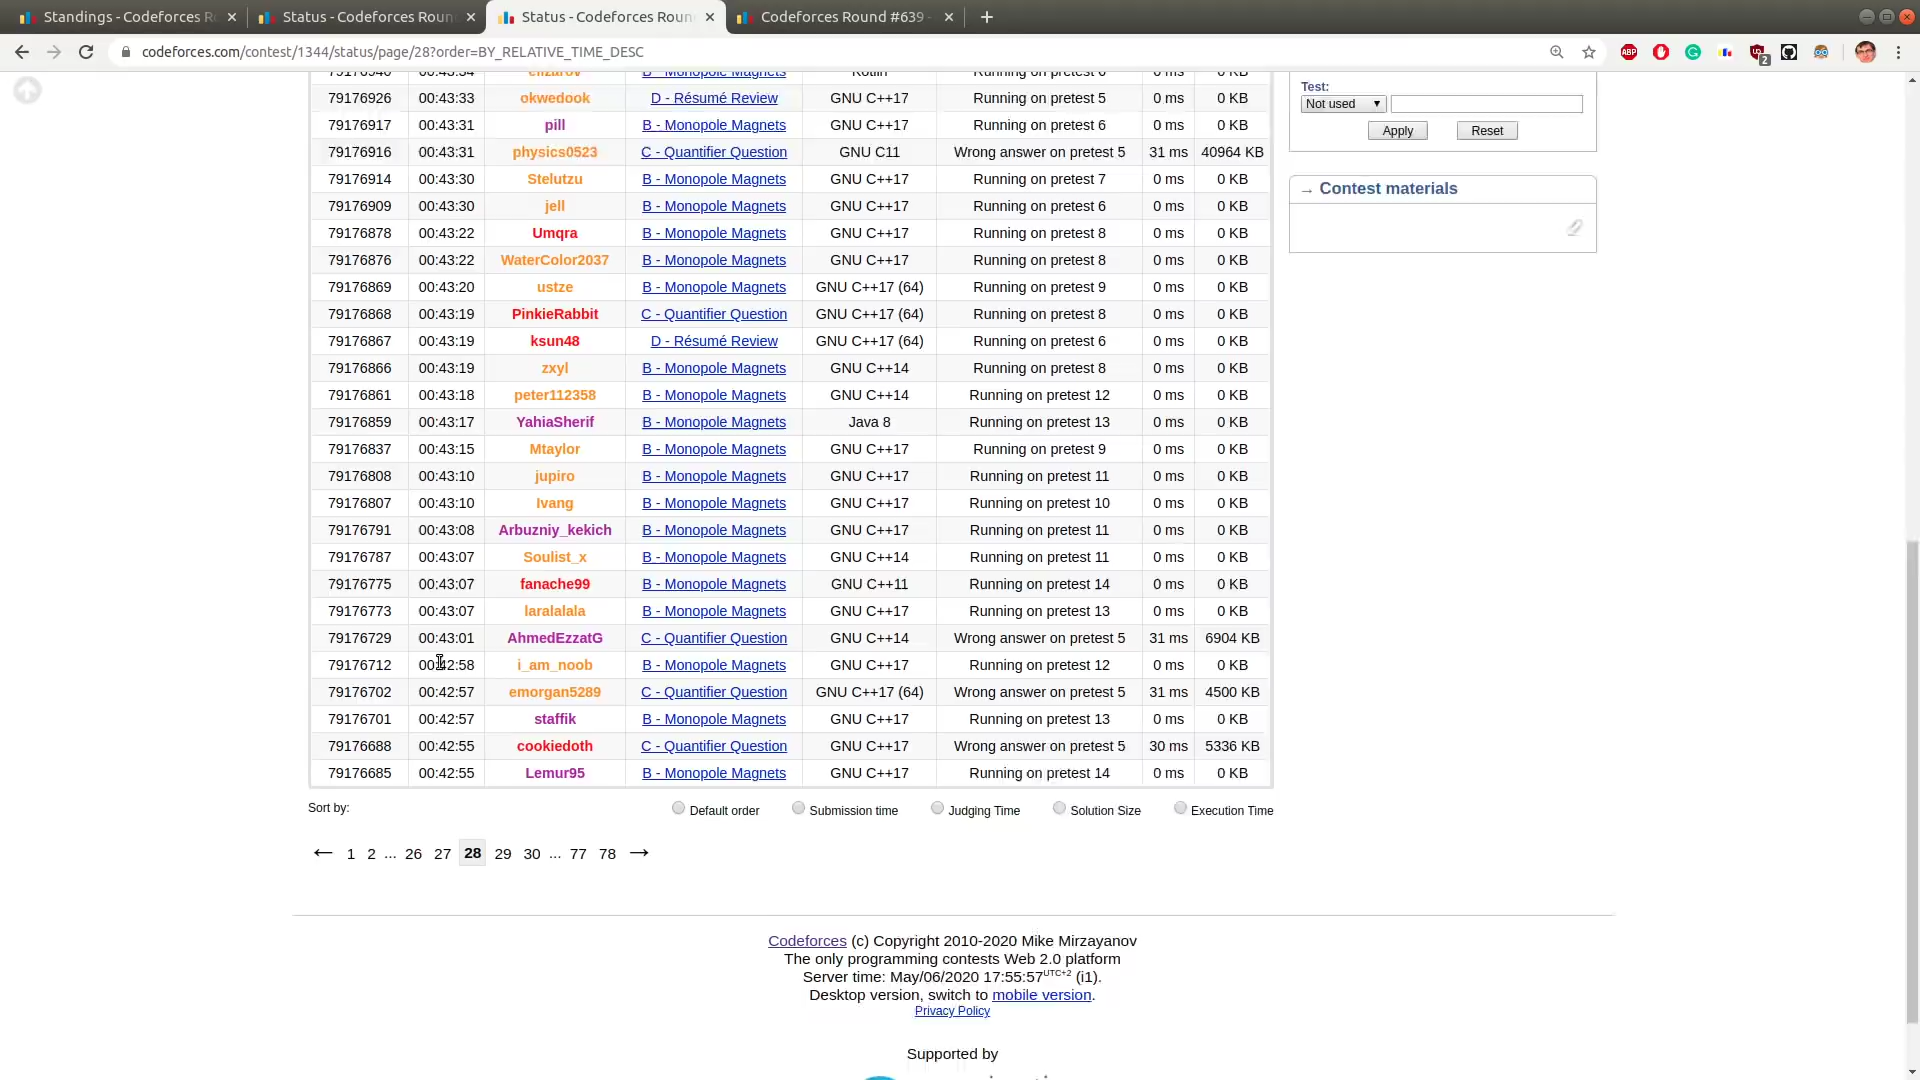 Standings - Codeforces R
Status - Codeforces Roun
Status - Codeforces Roun
Codeforces Round #639 -
codeforces.com/contest/1344/status/page/28?order=BY_RELATIVE_TIME_DESC
79176940 00:43:34 elizarov B - Monopole Magnets Kotlin Running on pretest 6 0 ms 0 KB
79176926 00:43:33 okwedook D - Résumé Review GNU C++17 Running on pretest 5 0 ms 0 KB
79176917 00:43:31 pill B - Monopole Magnets GNU C++17 Running on pretest 6 0 ms 0 KB
79176916 00:43:31 physics0523 C - Quantifier Question GNU C11 Wrong answer on pretest 5 31 ms 40964 KB
79176914 00:43:30 Stelutzu B - Monopole Magnets GNU C++17 Running on pretest 7 0 ms 0 KB
79176909 00:43:30 jell B - Monopole Magnets GNU C++17 Running on pretest 6 0 ms 0 KB
79176878 00:43:22 Umqra B - Monopole Magnets GNU C++17 Running on pretest 8 0 ms 0 KB
79176876 00:43:22 WaterColor2037 B - Monopole Magnets GNU C++17 Running on pretest 8 0 ms 0 KB
79176869 00:43:20 ustze B - Monopole Magnets GNU C++17 (64) Running on pretest 9 0 ms 0 KB
79176868 00:43:19 PinkieRabbit C - Quantifier Question GNU C++17 (64) Running on pretest 8 0 ms 0 KB
79176867 00:43:19 ksun48 D - Résumé Review GNU C++17 (64) Running on pretest 6 0 ms 0 KB
79176866 00:43:19 zxyl B - Monopole Magnets GNU C++14 Running on pretest 8 0 ms 0 KB
79176861 00:43:18 peter112358 B - Monopole Magnets GNU C++14 Running on pretest 12 0 ms 0 KB
79176859 00:43:17 YahiaSherif B - Monopole Magnets Java 8 Running on pretest 13 0 ms 0 KB
79176837 00:43:15 Mtaylor B - Monopole Magnets GNU C++17 Running on pretest 9 0 ms 0 KB
79176808 00:43:10 jupiro B - Monopole Magnets GNU C++17 Running on pretest 11 0 ms 0 KB
79176807 00:43:10 Ivang B - Monopole Magnets GNU C++17 Running on pretest 10 0 ms 0 KB
79176791 00:43:08 Arbuzniy_kekich B - Monopole Magnets GNU C++17 Running on pretest 11 0 ms 0 KB
79176787 00:43:07 Soulist_x B - Monopole Magnets GNU C++14 Running on pretest 11 0 ms 0 KB
79176775 00:43:07 fanache99 B - Monopole Magnets GNU C++11 Running on pretest 14 0 ms 0 KB
79176773 00:43:07 laralalala B - Monopole Magnets GNU C++17 Running on pretest 13 0 ms 0 KB
79176729 00:43:01 AhmedEzzatG C - Quantifier Question GNU C++14 Wrong answer on pretest 5 31 ms 6904 KB
79176712 00:42:58 i_am_noob B - Monopole Magnets GNU C++17 Running on pretest 12 0 ms 0 KB
79176702 00:42:57 emorgan5289 C - Quantifier Question GNU C++17 (64) Wrong answer on pretest 5 31 ms 4500 KB
79176701 00:42:57 staffik B - Monopole Magnets GNU C++17 Running on pretest 13 0 ms 0 KB
79176688 00:42:55 cookiedoth C - Quantifier Question GNU C++17 Wrong answer on pretest 5 30 ms 5336 KB
79176685 00:42:55 Lemur95 B - Monopole Magnets GNU C++17 Running on pretest 14 0 ms 0 KB
Test:
Not used
Apply Reset
→ Contest materials
Sort by: Default order Submission time Judging Time Solution Size Execution Time
← 1 2 ... 26 27 28 29 30 ... 77 78 →
Codeforces (c) Copyright 2010-2020 Mike Mirzayanov
The only programming contests Web 2.0 platform
Server time: May/06/2020 17:55:57UTC+2 (i1).
Desktop version, switch to mobile version.
Privacy Policy
Supported by